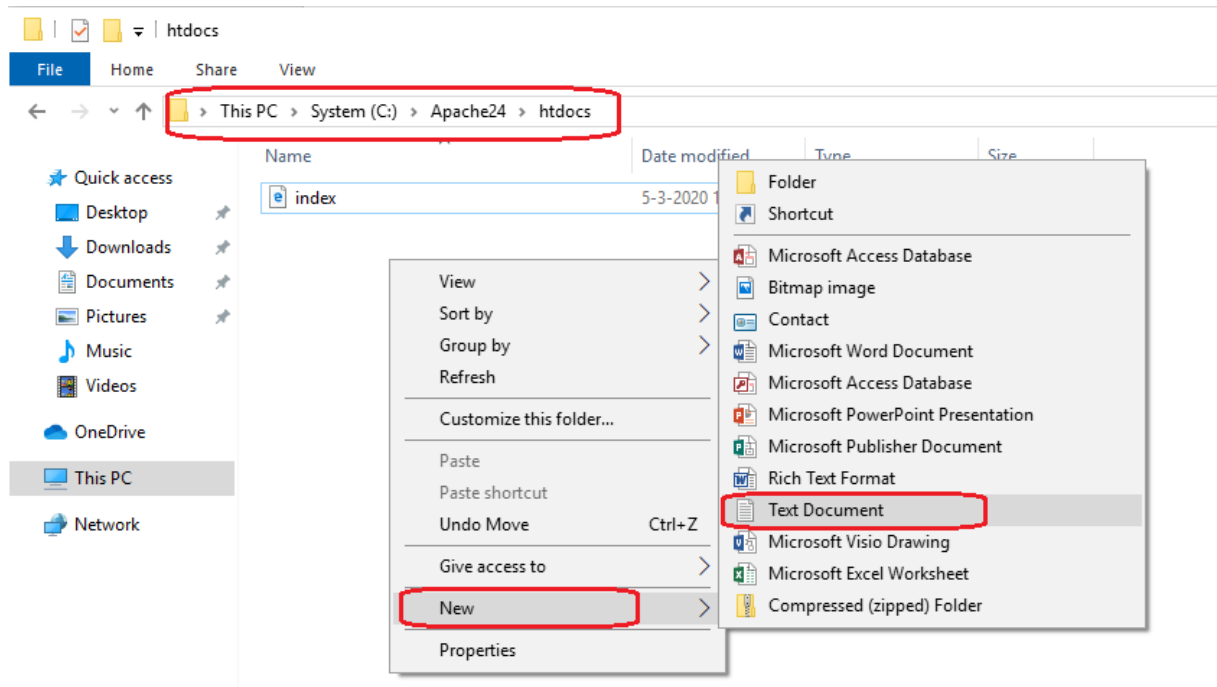 htdocs
File Home Share View
This PC > System (C:) > Apache24 > htdocs
Name Date modified Type Size
Quick access
Desktop
Downloads
Documents
Pictures
Music
Videos
OneDrive
This PC
Network
index 5-3-2020 1
View
Sort by
Group by
Refresh
Customize this folder...
Paste
Paste shortcut
Undo Move Ctrl+Z
Give access to
New
Properties
Folder
Shortcut
Microsoft Access Database
Bitmap image
Contact
Microsoft Word Document
Microsoft Access Database
Microsoft PowerPoint Presentation
Microsoft Publisher Document
Rich Text Format
Text Document
Microsoft Visio Drawing
Microsoft Excel Worksheet
Compressed (zipped) Folder